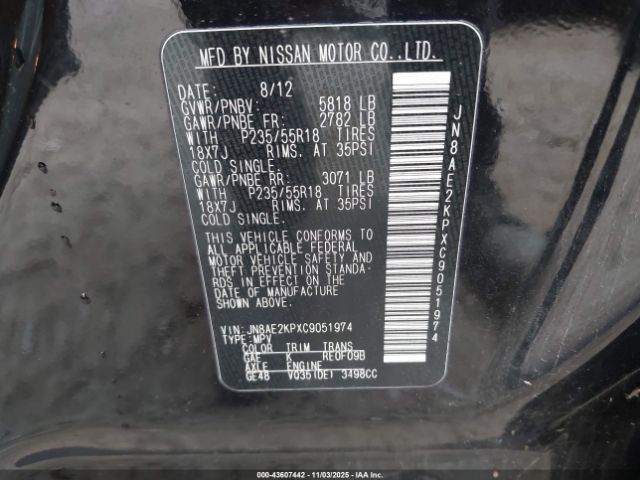 MFD BY NISSAN MOTOR CO.,LTD.
DATE: 8/12
GVWR/PNBV: 5818 LB
GAWR/PNBE FR: 2782 LB
WITH P235/55R18 TIRES
18X7J RIMS. AT 35PSI
COLD SINGLE.
GAWR/PNBE RR: 3071 LB
WITH P235/55R18 TIRES
18X7J RIMS. AT 35PSI
COLD SINGLE.
THIS VEHICLE CONFORMS TO
ALL APPLICABLE FEDERAL
MOTOR VEHICLE SAFETY AND
THEFT PREVENTION STANDA-
RDS IN EFFECT ON THE
DATE OF MANUFACTURE
SHOWN ABOVE.
VIN: JN8AE2KPXC9051974
TYPE: MPV
COLOR TRIM TRANS
GAE K RE0F09B
AXLE ENGINE
GE48 VQ35(DE) 3498CC
JN8AE2KPXC9051974
000-43607442 - 11/03/2025 - COPYRIGHT IAA, LLC